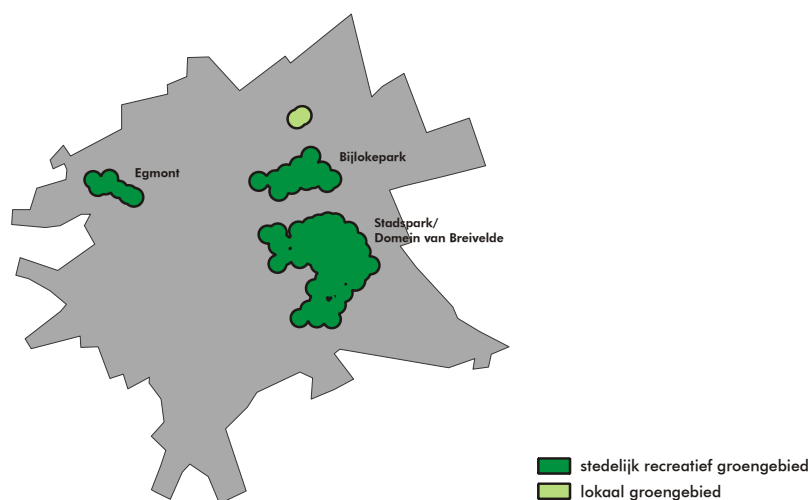 Bijlokepark
Egmont
Stadspark/
Domein van Breivelde
stedelijk recreatief groengebied
lokaal groengebied